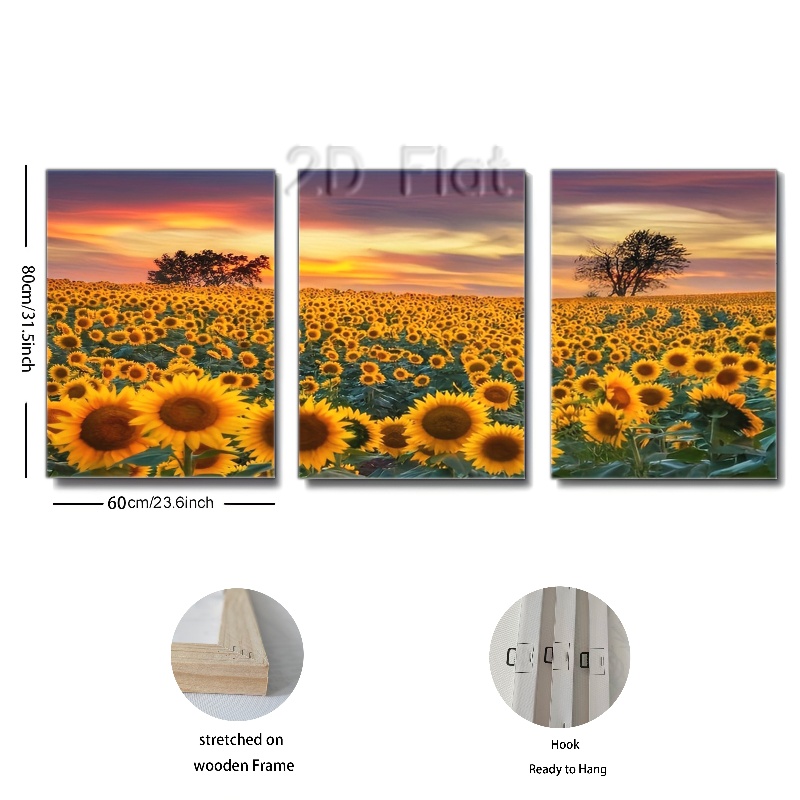 2D Flat
80cm/31.5inch
60cm/23.6inch
stretched on
wooden Frame
Hook
Ready to Hang